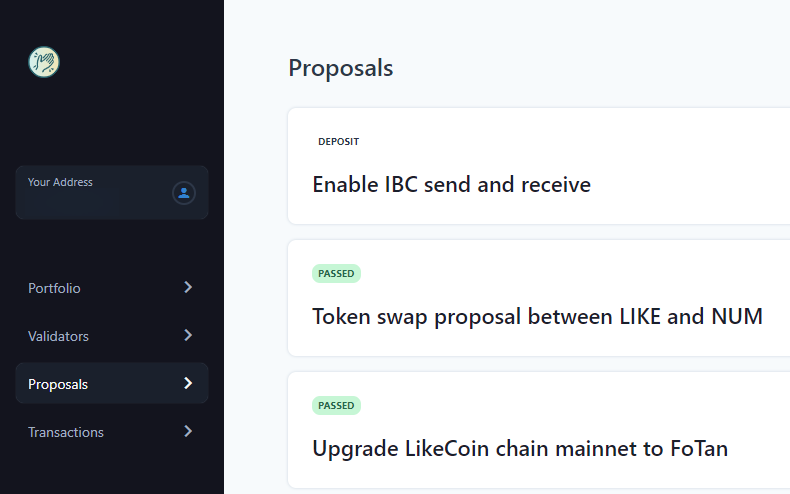 Your Address
Portfolio
Validators
Proposals
Transactions
Proposals
DEPOSIT
Enable IBC send and receive
PASSED
Token swap proposal between LIKE and NUM
PASSED
Upgrade LikeCoin chain mainnet to FoTan